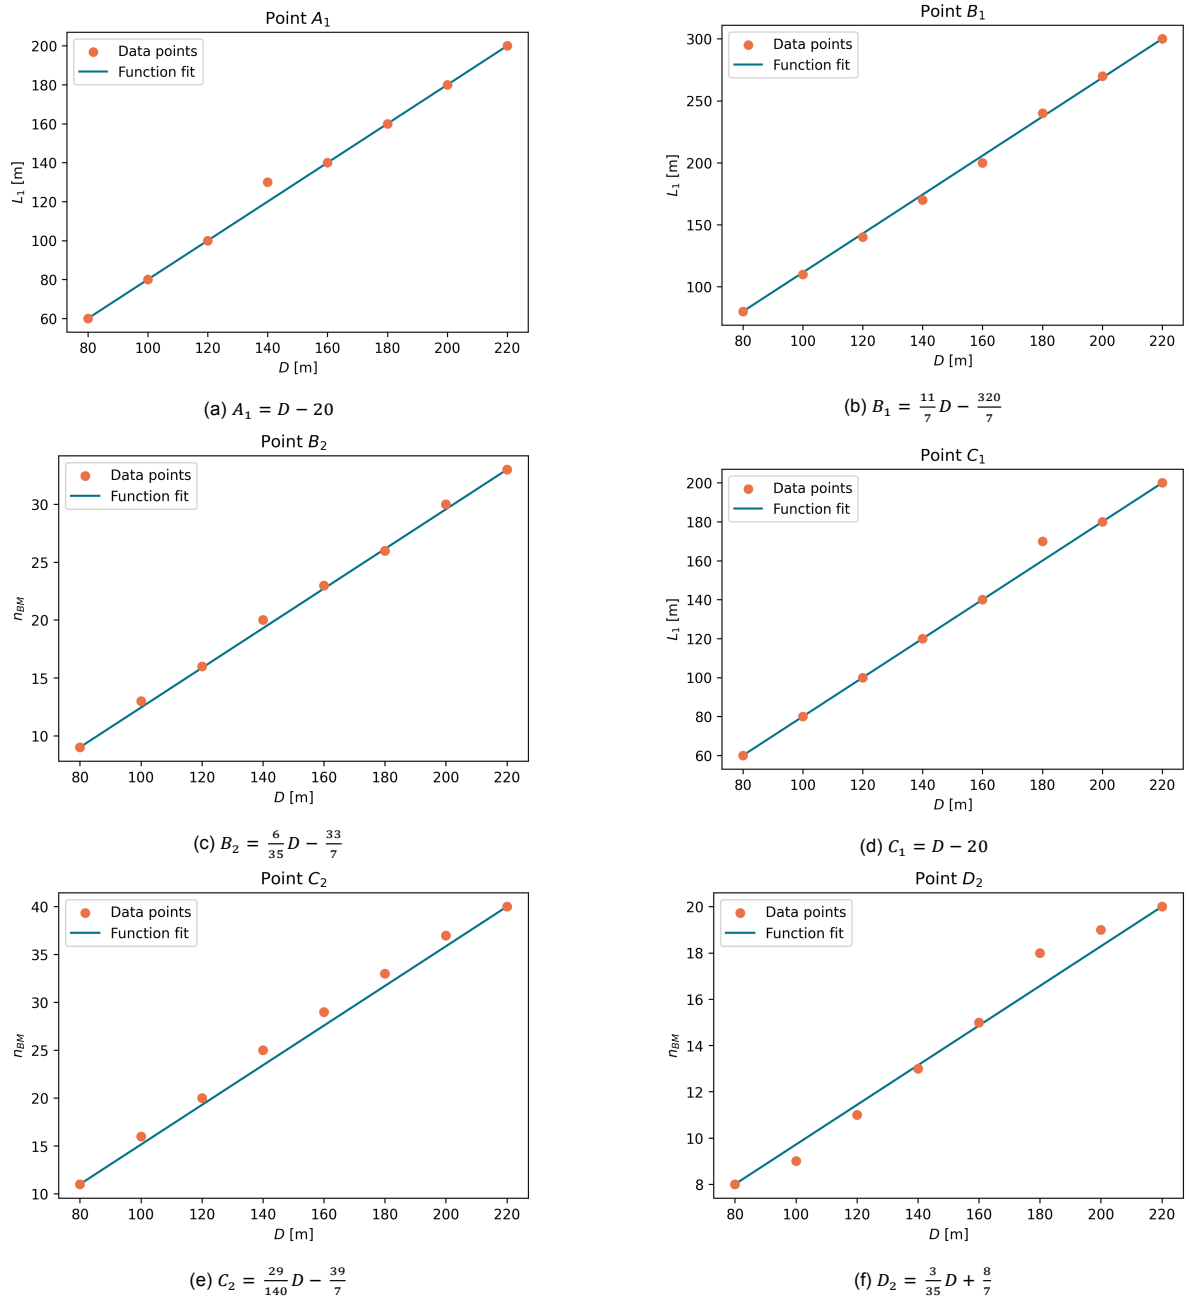 Point A₁
200
180
160
140
120
100
80
60
L₁ [m]
Data points
Function fit
80 100 120 140 160 180 200 220
D [m]
(a) A₁ = D − 20
Point B₁
300
250
200
150
100
L₁ [m]
Data points
Function fit
80 100 120 140 160 180 200 220
D [m]
(b) B₁ = 11/7 D − 320/7
Point B₂
30
25
20
15
10
n_BM
Data points
Function fit
80 100 120 140 160 180 200 220
D [m]
(c) B₂ = 6/35 D − 33/7
Point C₁
200
180
160
140
120
100
80
60
L₁ [m]
Data points
Function fit
80 100 120 140 160 180 200 220
D [m]
(d) C₁ = D − 20
Point C₂
40
35
30
25
20
15
10
n_BM
Data points
Function fit
80 100 120 140 160 180 200 220
D [m]
(e) C₂ = 29/140 D − 39/7
Point D₂
20
18
16
14
12
10
8
n_BM
Data points
Function fit
80 100 120 140 160 180 200 220
D [m]
(f) D₂ = 3/35 D + 8/7